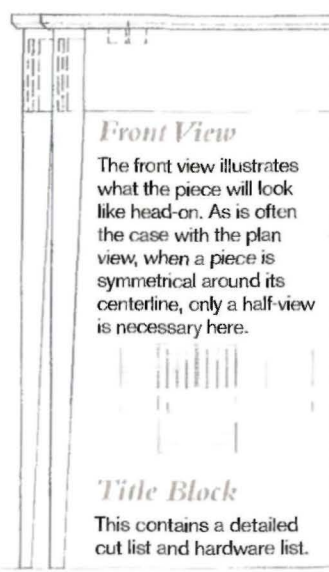 Front View
The front view illustrates
what the piece will look
like head-on. As is often
the case with the plan
view, when a piece is
symmetrical around its
centerline, only a half-view
is necessary here.
Title Block
This contains a detailed
cut list and hardware list.